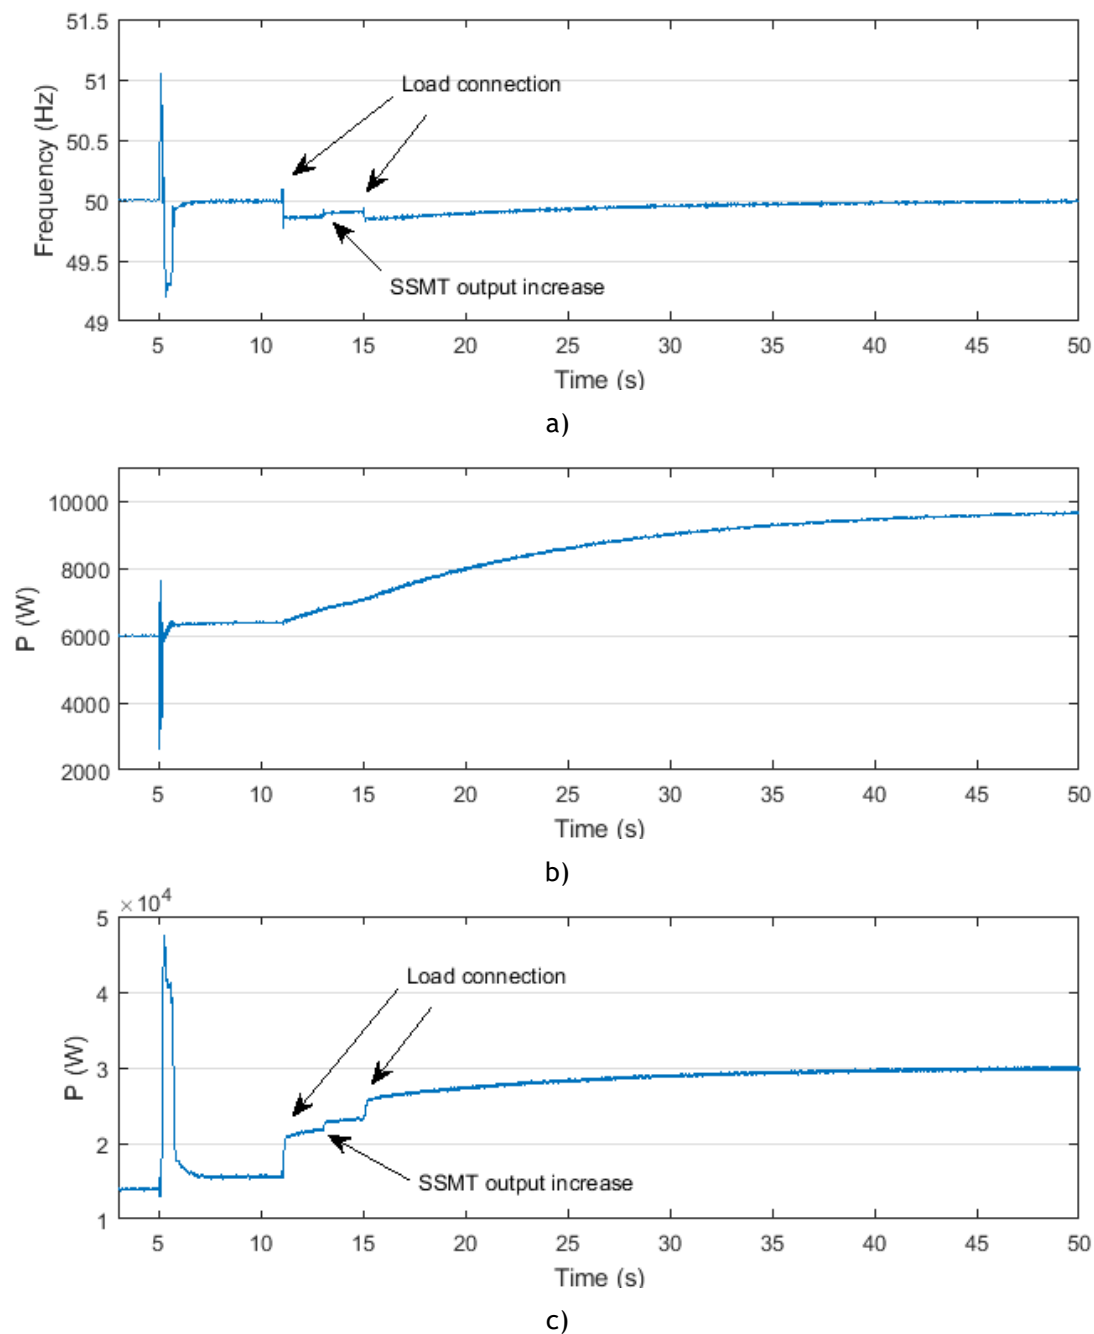 51.5
51
50.5
50
49.5
49
Frequency (Hz)
Load connection
SSMT output increase
5 10 15 20 25 30 35 40 45 50
Time (s)
a)
10000
8000
6000
4000
2000
P (W)
5 10 15 20 25 30 35 40 45 50
Time (s)
b)
× 10^4
5
4
3
2
1
P (W)
Load connection
SSMT output increase
5 10 15 20 25 30 35 40 45 50
Time (s)
c)